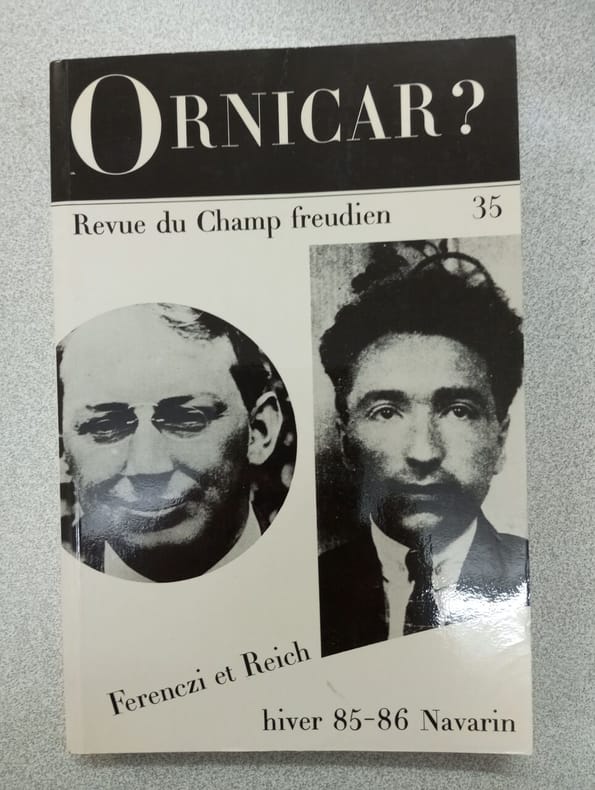 ORNICAR?
Revue du Champ freudien 35
Ferenczi et Reich
hiver 85-86 Navarin